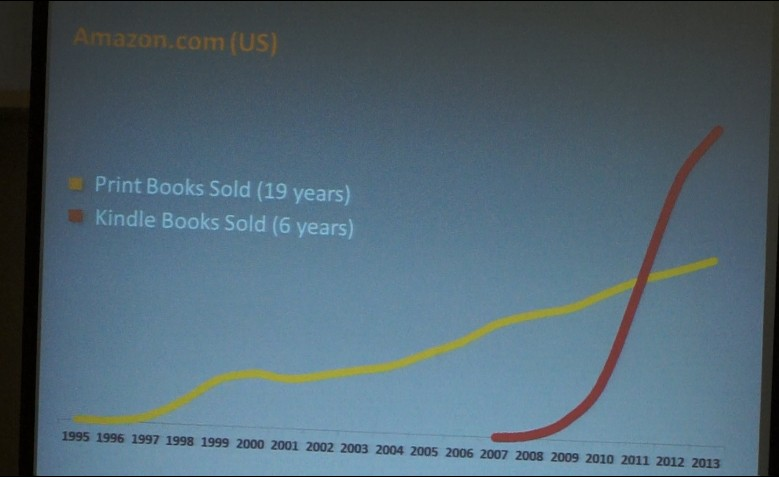 Amazon.com (US)
Print Books Sold (19 years)
Kindle Books Sold (6 years)
1995 1996 1997 1998 1999 2000 2001 2002 2003 2004 2005 2006 2007 2008 2009 2010 2011 2012 2013